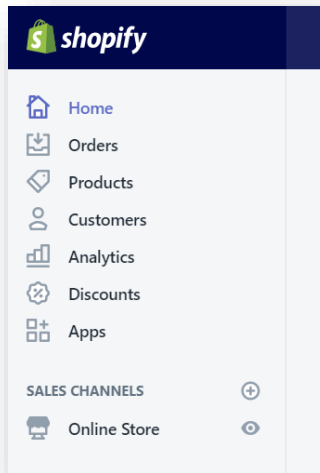 shopify
Home
Orders
Products
Customers
Analytics
Discounts
Apps
SALES CHANNELS
Online Store